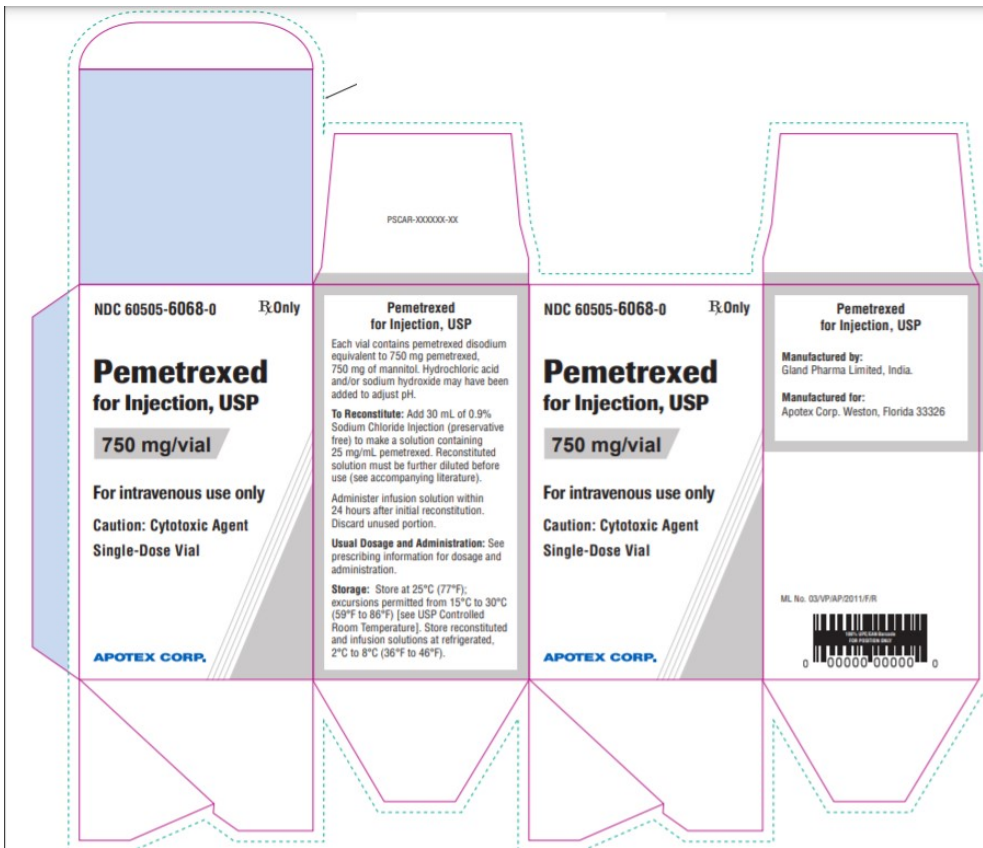 PSCAR-XXXXXX-XX
NDC 60505-6068-0
℞ Only
Pemetrexed
for Injection, USP
750 mg/vial
For intravenous use only
Caution: Cytotoxic Agent
Single-Dose Vial
APOTEX CORP.
Pemetrexed
for Injection, USP
Each vial contains pemetrexed disodium
equivalent to 750 mg pemetrexed,
750 mg of mannitol. Hydrochloric acid
and/or sodium hydroxide may have been
added to adjust pH.
To Reconstitute: Add 30 mL of 0.9%
Sodium Chloride Injection (preservative
free) to make a solution containing
25 mg/mL pemetrexed. Reconstituted
solution must be further diluted before
use (see accompanying literature).
Administer infusion solution within
24 hours after initial reconstitution.
Discard unused portion.
Usual Dosage and Administration: See
prescribing information for dosage and
administration.
Storage: Store at 25°C (77°F);
excursions permitted from 15°C to 30°C
(59°F to 86°F) [see USP Controlled
Room Temperature]. Store reconstituted
and infusion solutions at refrigerated,
2°C to 8°C (36°F to 46°F).
NDC 60505-6068-0
℞ Only
Pemetrexed
for Injection, USP
750 mg/vial
For intravenous use only
Caution: Cytotoxic Agent
Single-Dose Vial
APOTEX CORP.
Pemetrexed
for Injection, USP
Manufactured by:
Gland Pharma Limited, India.
Manufactured for:
Apotex Corp. Weston, Florida 33326
ML No. 03/VP/AP/2011/F/R
100% UPC/EAN Barcode
FOR POSITION ONLY
0 00000 00000 0